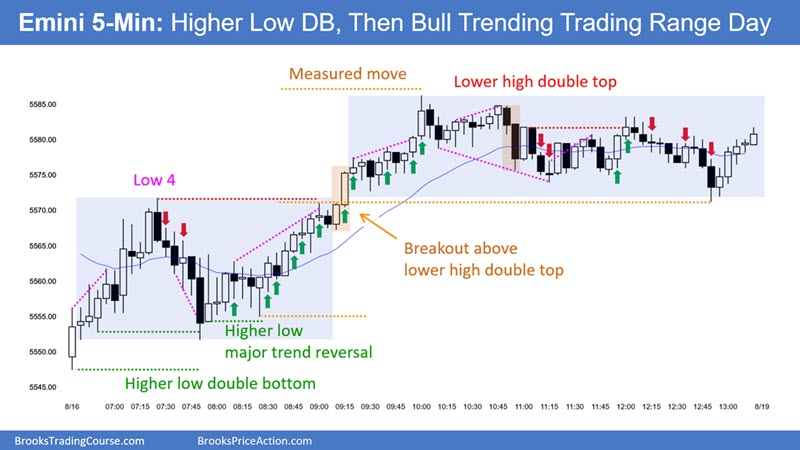 Emini 5-Min: Higher Low DB, Then Bull Trending Trading Range Day
Measured move
Lower high double top
Low 4
Breakout above
lower high double top
Higher low
major trend reversal
Higher low double bottom
5585.00
5580.00
5575.00
5570.00
5565.00
5560.00
5555.00
5550.00
5545.00
8/16 07:00 07:15 07:30 07:45 08:00 08:15 08:30 08:45 09:00 09:15 09:30 09:45 10:00 10:15 10:30 10:45 11:00 11:15 11:30 11:45 12:00 12:15 12:30 12:45 13:00 8/19
BrooksTradingCourse.com BrooksPriceAction.com